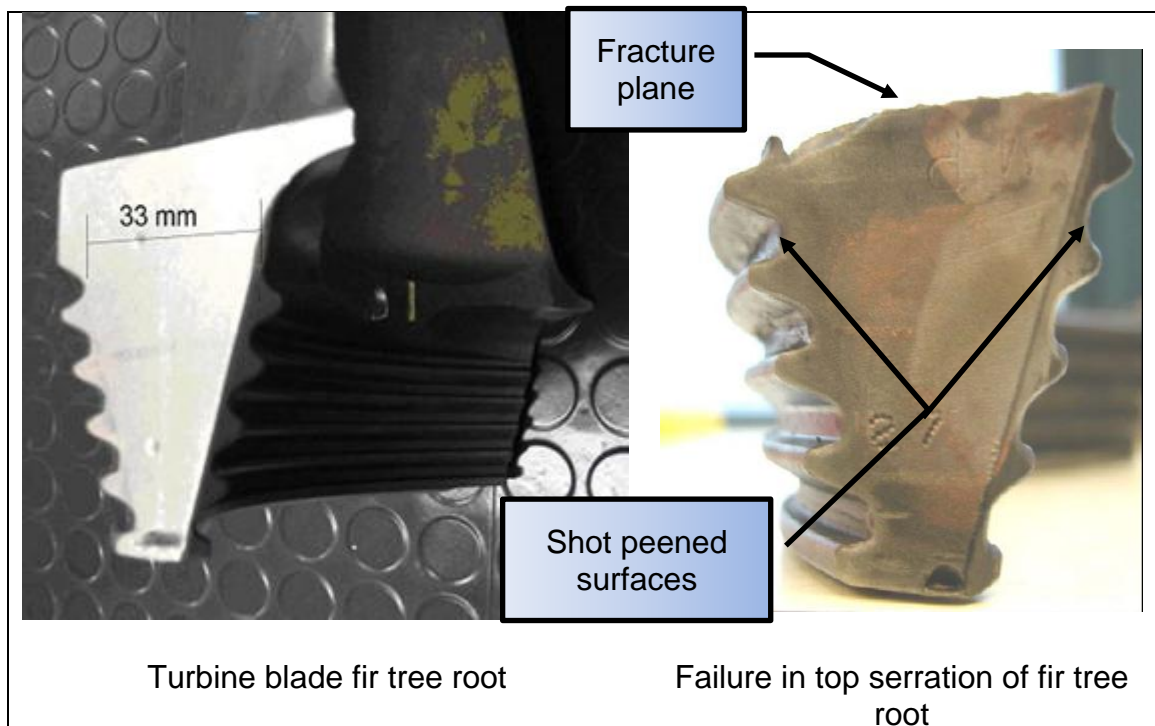 Fracture
plane
33 mm
Shot peened
surfaces
Turbine blade fir tree root
Failure in top serration of fir tree
root